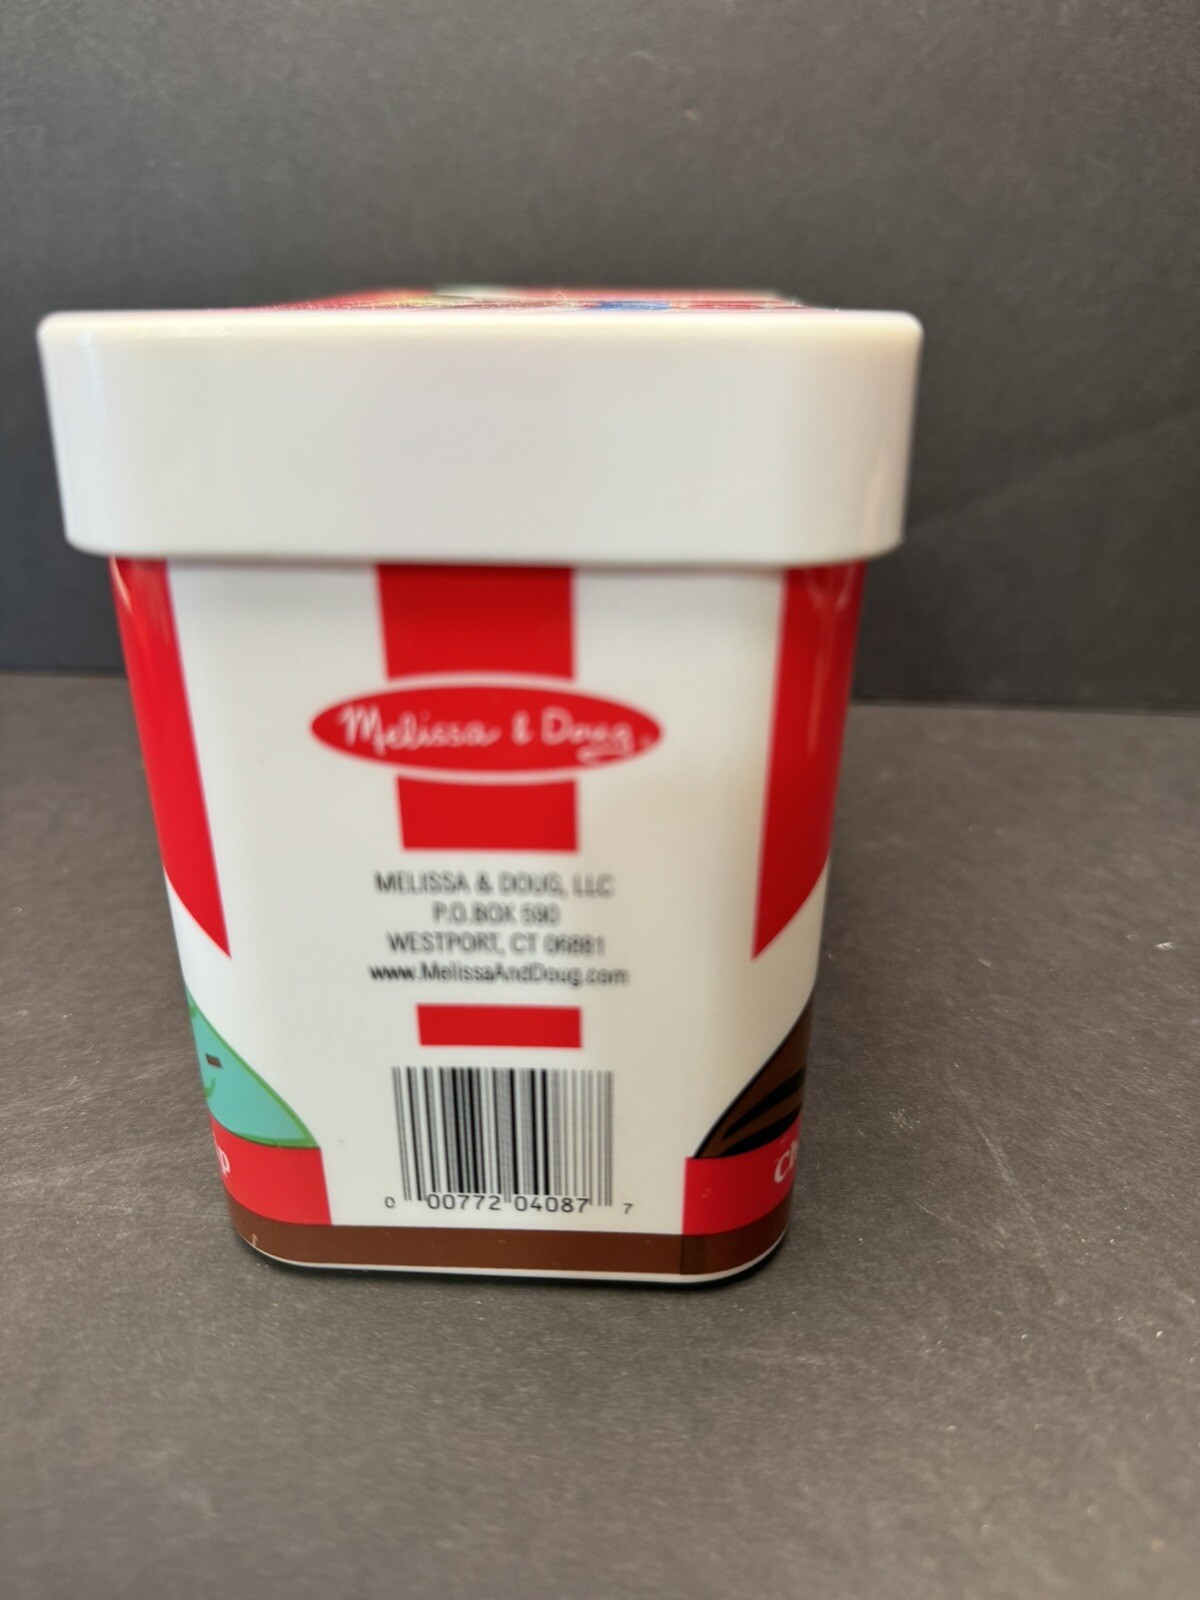 Melissa & Doug
MELISSA & DOUG, LLC
P.O.BOX 590
WESTPORT, CT 06881
www.MelissaAndDoug.com
0 00772 04087 7